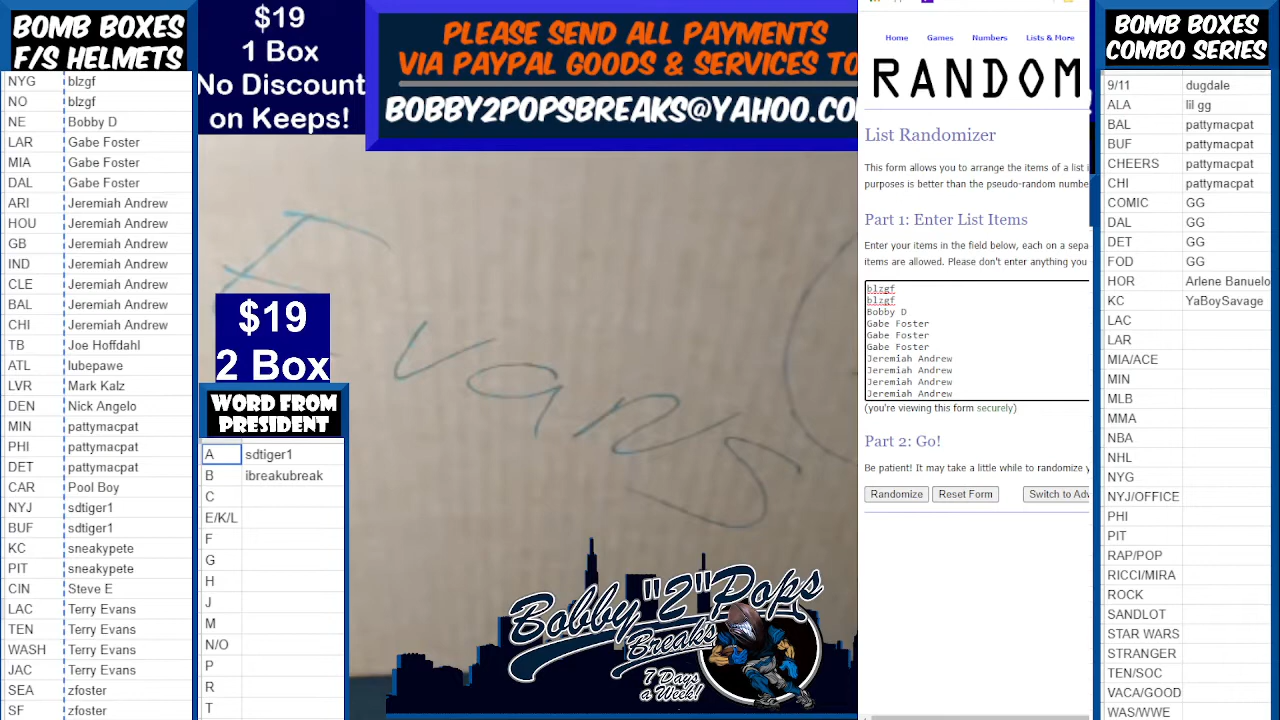 BOMB BOXES
F/S HELMETS
NYG blzgf
NO blzgf
NE Bobby D
LAR Gabe Foster
MIA Gabe Foster
DAL Gabe Foster
ARI Jeremiah Andrew
HOU Jeremiah Andrew
GB Jeremiah Andrew
IND Jeremiah Andrew
CLE Jeremiah Andrew
BAL Jeremiah Andrew
CHI Jeremiah Andrew
TB Joe Hoffdahl
ATL lubepawe
LVR Mark Kalz
DEN Nick Angelo
MIN pattymacpat
PHI pattymacpat
DET pattymacpat
CAR Pool Boy
NYJ sdtiger1
BUF sdtiger1
KC sneakypete
PIT sneakypete
CIN Steve E
LAC Terry Evans
TEN Terry Evans
WASH Terry Evans
JAC Terry Evans
SEA zfoster
SF zfoster
$19
1 Box
No Discount
on Keeps!
$19
2 Box
WORD FROM
PRESIDENT
A sdtiger1
B ibreakubreak
C
E/K/L
F
G
H
J
M
N/O
P
R
T
PLEASE SEND ALL PAYMENTS
VIA PAYPAL GOODS & SERVICES TO
BOBBY2POPSBREAKS@YAHOO.CO
Evans
Bobby "2" Pops
Breaks
7 Days
a Week!
Home Games Numbers Lists & More
RANDOM
List Randomizer
This form allows you to arrange the items of a list i
purposes is better than the pseudo-random numbe
Part 1: Enter List Items
Enter your items in the field below, each on a sepa
items are allowed. Please don't enter anything you
blzgf
blzgf
Bobby D
Gabe Foster
Gabe Foster
Gabe Foster
Jeremiah Andrew
Jeremiah Andrew
Jeremiah Andrew
Jeremiah Andrew
(you're viewing this form securely)
Part 2: Go!
Be patient! It may take a little while to randomize y
Randomize Reset Form Switch to Adv
BOMB BOXES
COMBO SERIES
9/11 dugdale
ALA lil gg
BAL pattymacpat
BUF pattymacpat
CHEERS pattymacpat
CHI pattymacpat
COMIC GG
DAL GG
DET GG
FOD GG
HOR Arlene Banuelo
KC YaBoySavage
LAC
LAR
MIA/ACE
MIN
MLB
MMA
NBA
NHL
NYG
NYJ/OFFICE
PHI
PIT
RAP/POP
RICCI/MIRA
ROCK
SANDLOT
STAR WARS
STRANGER
TEN/SOC
VACA/GOOD
WAS/WWE